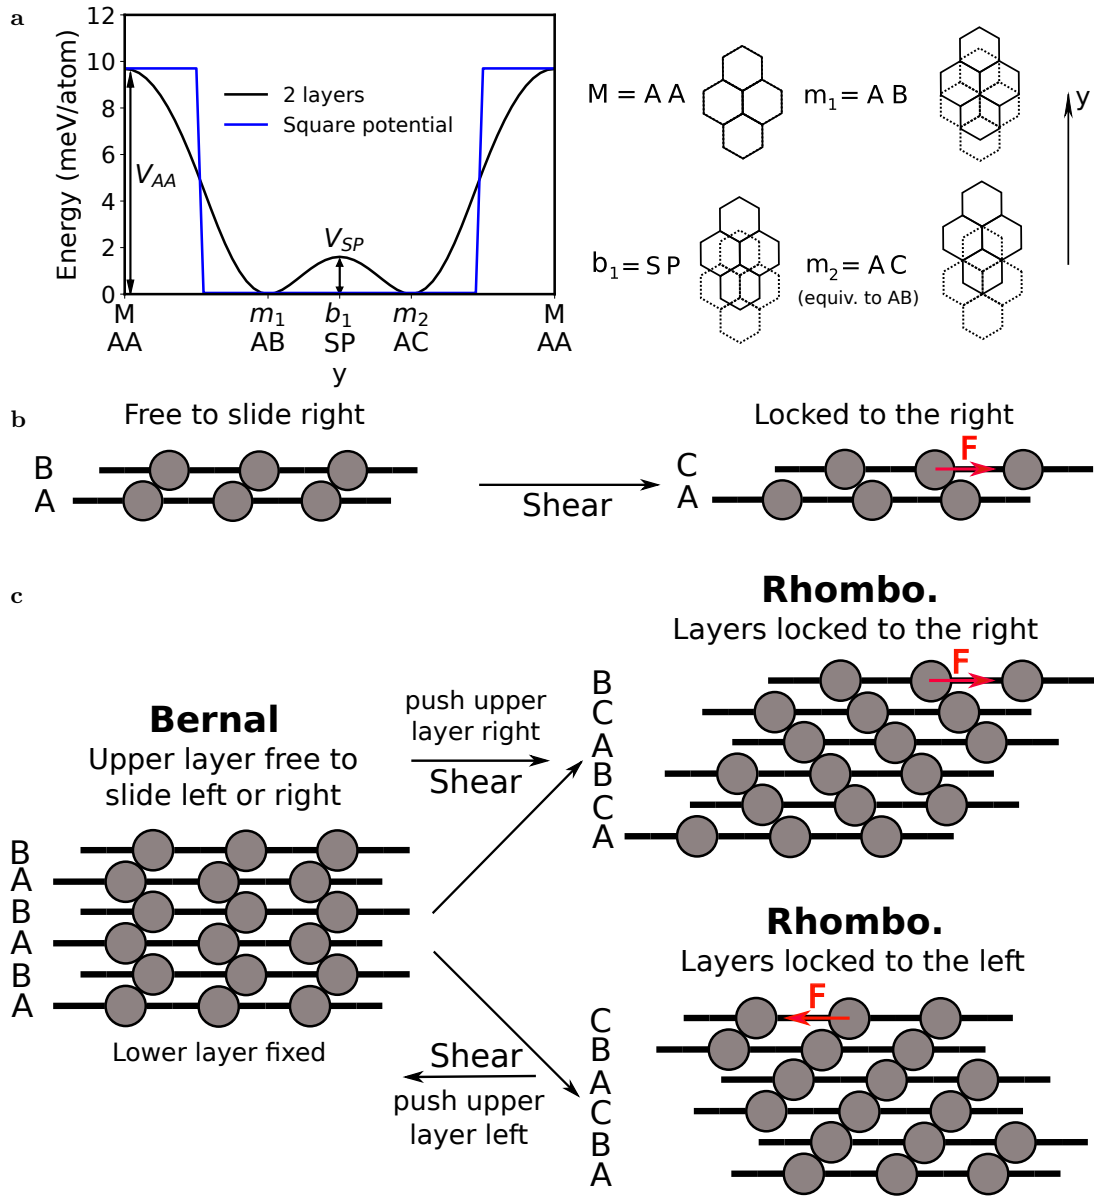 a
12
10
8
6
4
2
0
Energy (meV/atom)
2 layers
Square potential
V_AA
V_SP
M
AA
m₁
AB
b₁
SP
m₂
AC
M
AA
y
M = A A
m₁= A B
b₁= S P
m₂= A C
(equiv. to AB)
y
b
Free to slide right
B
A
Shear
Locked to the right
F
C
A
c
Bernal
Upper layer free to
slide left or right
B
A
B
A
B
A
Lower layer fixed
push upper
layer right
Shear
Rhombo.
Layers locked to the right
F
B
C
A
B
C
A
Shear
push upper
layer left
Rhombo.
Layers locked to the left
F
C
B
A
C
B
A